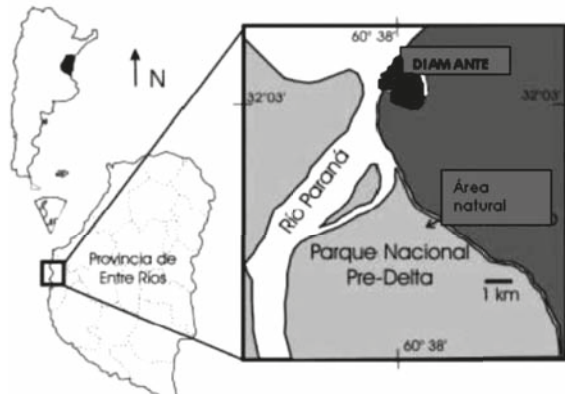 N
Provincia de
Entre Ríos
60° 38'
DIAMANTE
32°03'
32°03'
Río Paraná
Área
natural
Parque Nacional
Pre-Delta
1 km
60° 38'